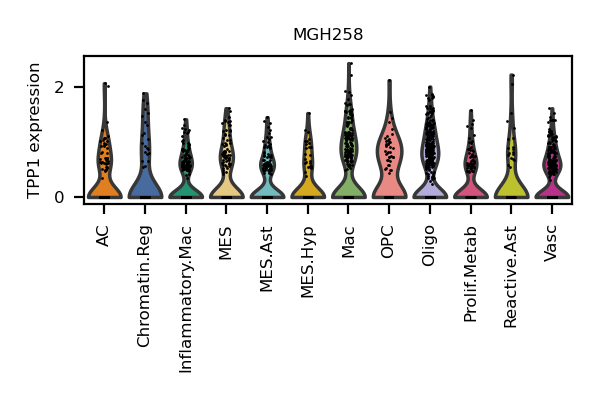 MGH258
TPP1 expression
2
0
AC
Chromatin.Reg
Inflammatory.Mac
MES
MES.Ast
MES.Hyp
Mac
OPC
Oligo
Prolif.Metab
Reactive.Ast
Vasc